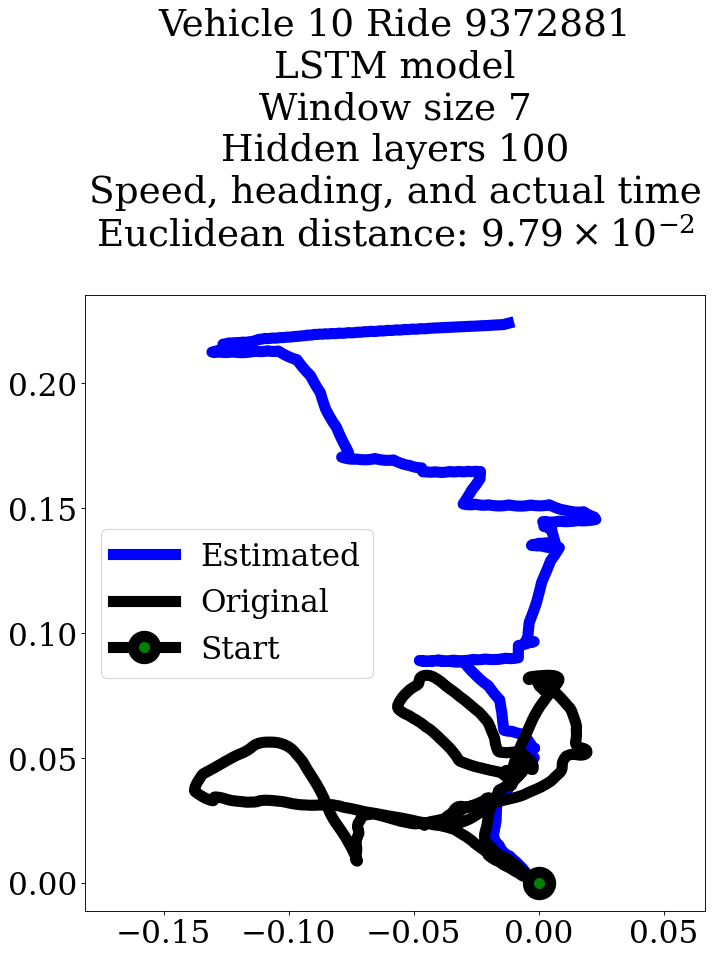 Vehicle 10 Ride 9372881
LSTM model
Window size 7
Hidden layers 100
Speed, heading, and actual time
Euclidean distance: 9.79 × 10⁻²
0.20
0.15
0.10
0.05
0.00
Estimated
Original
Start
−0.15 −0.10 −0.05 0.00 0.05